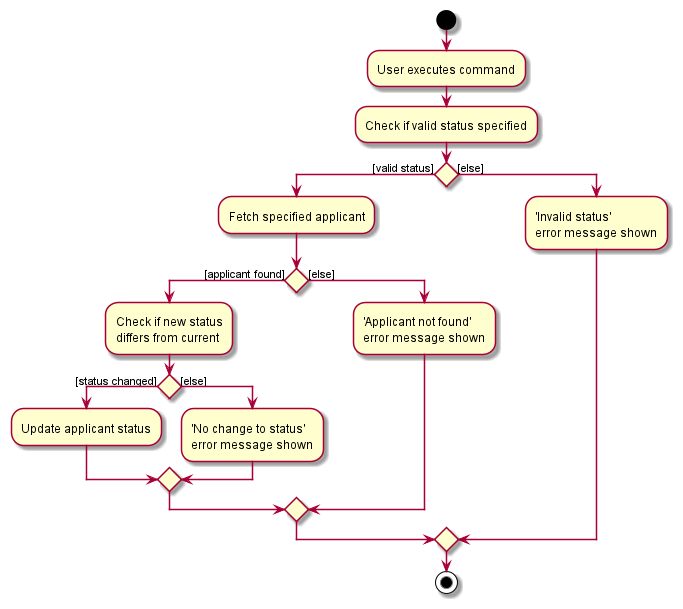 User executes command
Check if valid status specified
[valid status]
[else]
Fetch specified applicant
'Invalid status'
error message shown
[applicant found]
[else]
Check if new status
differs from current
'Applicant not found'
error message shown
[status changed]
[else]
Update applicant status
'No change to status'
error message shown